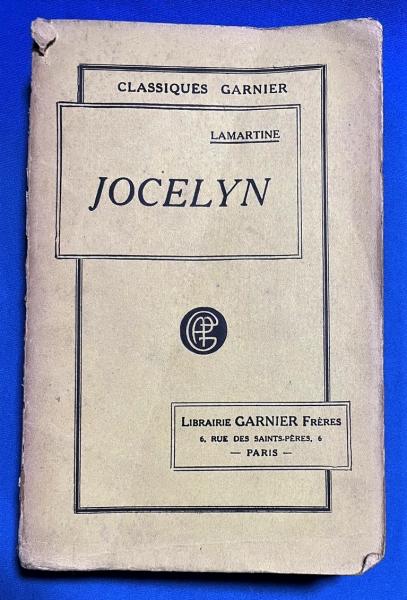 CLASSIQUES GARNIER
LAMARTINE
JOCELYN
LIBRAIRIE GARNIER FRÈRES
6, RUE DES SAINTS-PÈRES, 6
— PARIS —